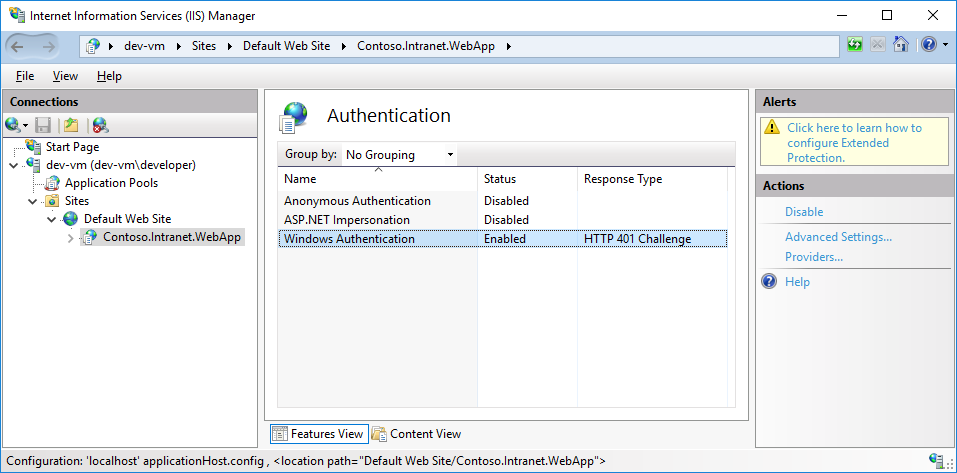 Internet Information Services (IIS) Manager
dev-vm Sites Default Web Site Contoso.Intranet.WebApp
File View Help
Connections
Start Page
dev-vm (dev-vm\developer)
Application Pools
Sites
Default Web Site
Contoso.Intranet.WebApp
Authentication
Group by: No Grouping
Name Status Response Type
Anonymous Authentication Disabled
ASP.NET Impersonation Disabled
Windows Authentication Enabled HTTP 401 Challenge
Features View Content View
Alerts
Click here to learn how to
configure Extended
Protection.
Actions
Disable
Advanced Settings...
Providers...
Help
Configuration: 'localhost' applicationHost.config , <location path="Default Web Site/Contoso.Intranet.WebApp">